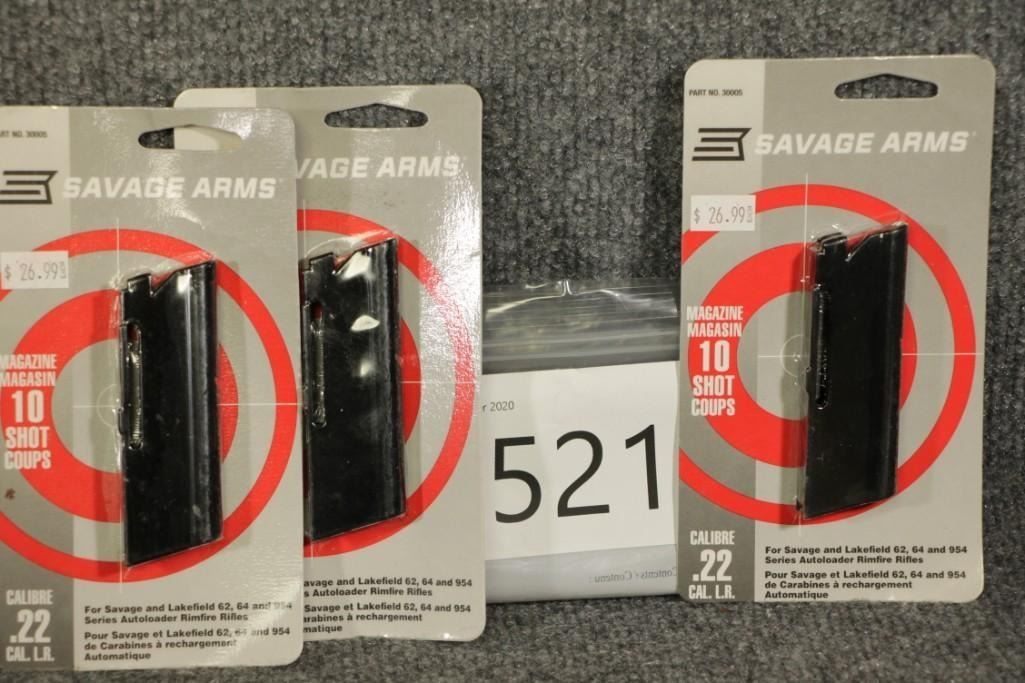 PART NO. 30005
SAVAGE ARMS
$ 26.99
MAGAZINE
MAGASIN
10
SHOT
COUPS
CALIBRE
.22
CAL. L.R.
For Savage and Lakefield 62, 64 and 954
Series Autoloader Rimfire Rifles
Pour Savage et Lakefield 62, 64 and 954
de Carabines à rechargement
Automatique
SAVAGE ARMS
and Lakefield 62, 64 and 954
Autoloader Rimfire Rifles
et Lakefield 62, 64 and 954
à rechargement
2020
521
Contents / Contenu :
PART NO. 30005
SAVAGE ARMS
$ 26.99
MAGAZINE
MAGASIN
10
SHOT
COUPS
CALIBRE
.22
CAL. L.R.
For Savage and Lakefield 62, 64 and 954
Series Autoloader Rimfire Rifles
Pour Savage et Lakefield 62, 64 and 954
de Carabines à rechargement
Automatique